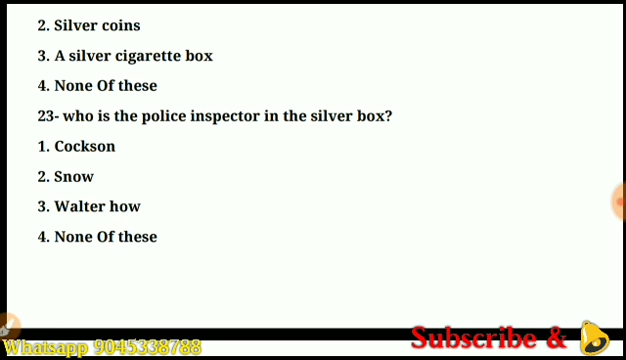 2. Silver coins
3. A silver cigarette box
4. None Of these
23- who is the police inspector in the silver box?
1. Cockson
2. Snow
3. Walter how
4. None Of these
Whatsapp 9045338788
Subscribe &